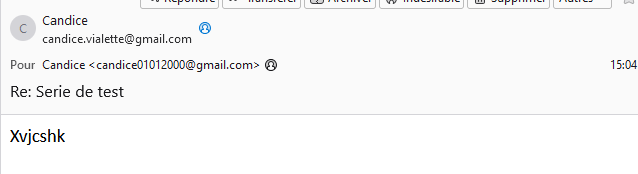 Répondre Transférer Archiver Indésirable Supprimer Autres
C
Candice
candice.vialette@gmail.com
Pour Candice <candice01012000@gmail.com> 15:04
Re: Serie de test
Xvjcshk